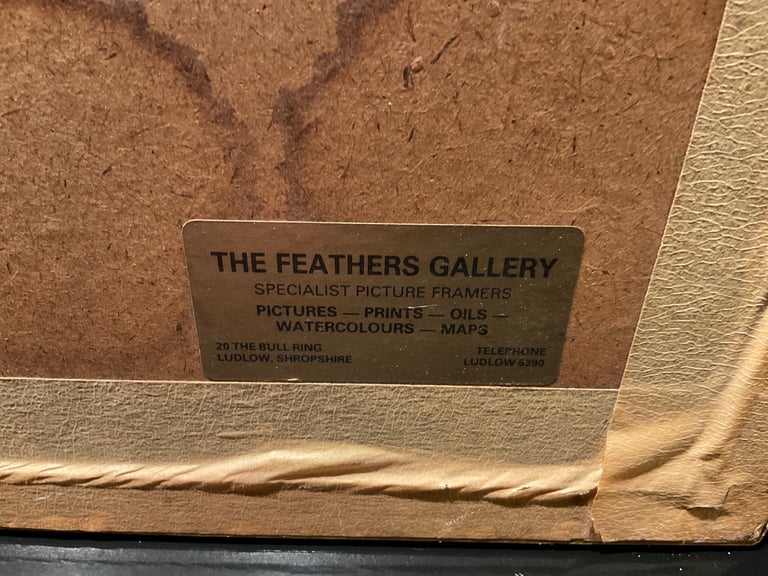 THE FEATHERS GALLERY
SPECIALIST PICTURE FRAMERS
PICTURES — PRINTS — OILS —
WATERCOLOURS — MAPS
20 THE BULL RING
LUDLOW, SHROPSHIRE
TELEPHONE
LUDLOW 5390